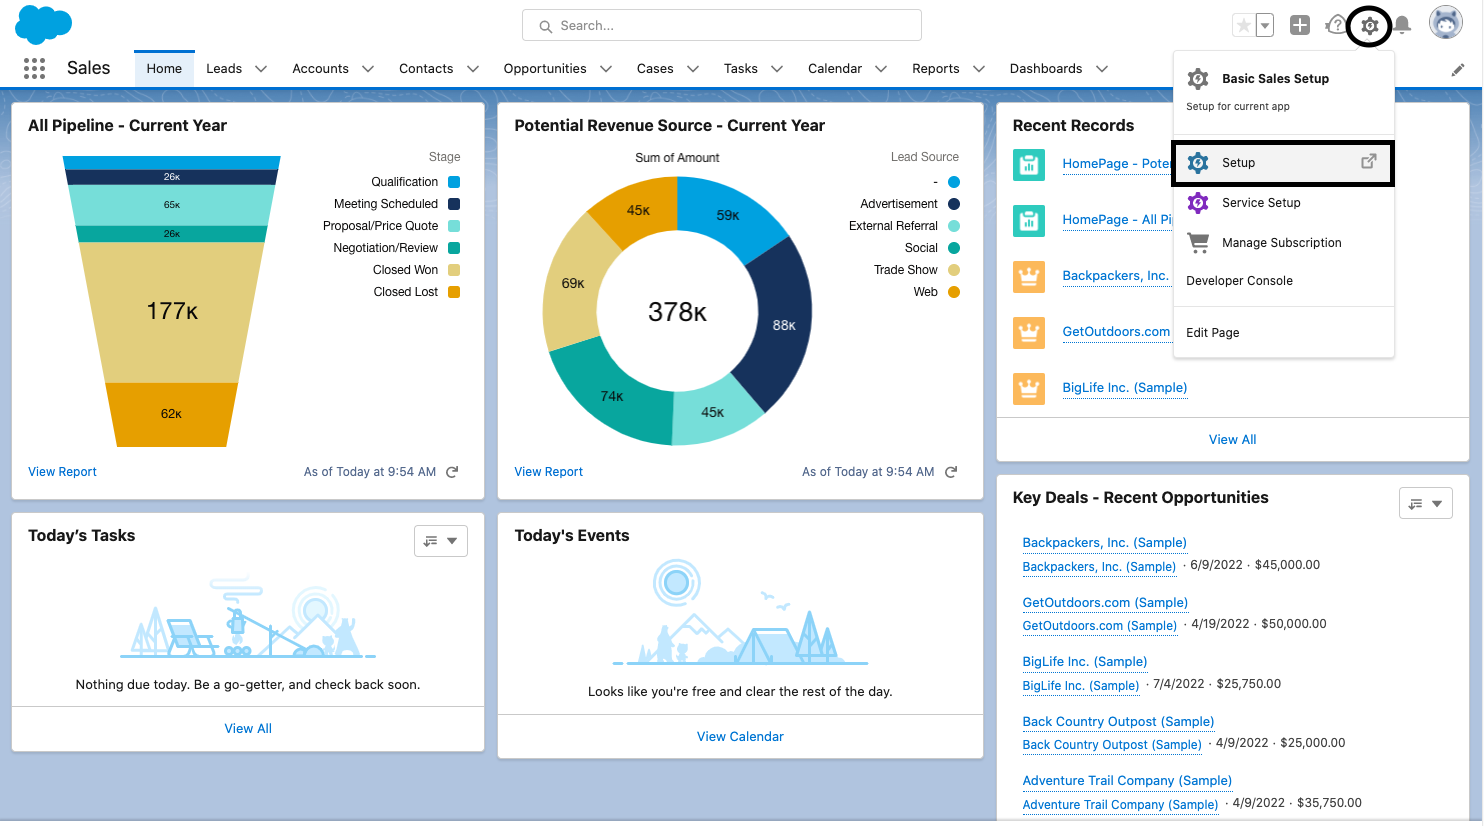 Search...
Sales
Home
Leads
Accounts
Contacts
Opportunities
Cases
Tasks
Calendar
Reports
Dashboards
Basic Sales Setup
Setup for current app
Setup
Service Setup
Manage Subscription
Developer Console
Edit Page
All Pipeline - Current Year
Stage
Qualification
Meeting Scheduled
Proposal/Price Quote
Negotiation/Review
Closed Won
Closed Lost
26K
65K
26K
177K
62K
View Report
As of Today at 9:54 AM
Potential Revenue Source - Current Year
Sum of Amount
Lead Source
-
Advertisement
External Referral
Social
Trade Show
Web
45K
59K
69K
378K
88K
74K
45K
View Report
As of Today at 9:54 AM
Recent Records
HomePage - Poter
HomePage - All Pi
Backpackers, Inc.
GetOutdoors.com
BigLife Inc. (Sample)
View All
Today’s Tasks
Nothing due today. Be a go-getter, and check back soon.
View All
Today's Events
Looks like you're free and clear the rest of the day.
View Calendar
Key Deals - Recent Opportunities
Backpackers, Inc. (Sample)
Backpackers, Inc. (Sample) · 6/9/2022 · $45,000.00
GetOutdoors.com (Sample)
GetOutdoors.com (Sample) · 4/19/2022 · $50,000.00
BigLife Inc. (Sample)
BigLife Inc. (Sample) · 7/4/2022 · $25,750.00
Back Country Outpost (Sample)
Back Country Outpost (Sample) · 4/9/2022 · $25,000.00
Adventure Trail Company (Sample)
Adventure Trail Company (Sample) · 4/9/2022 · $35,750.00